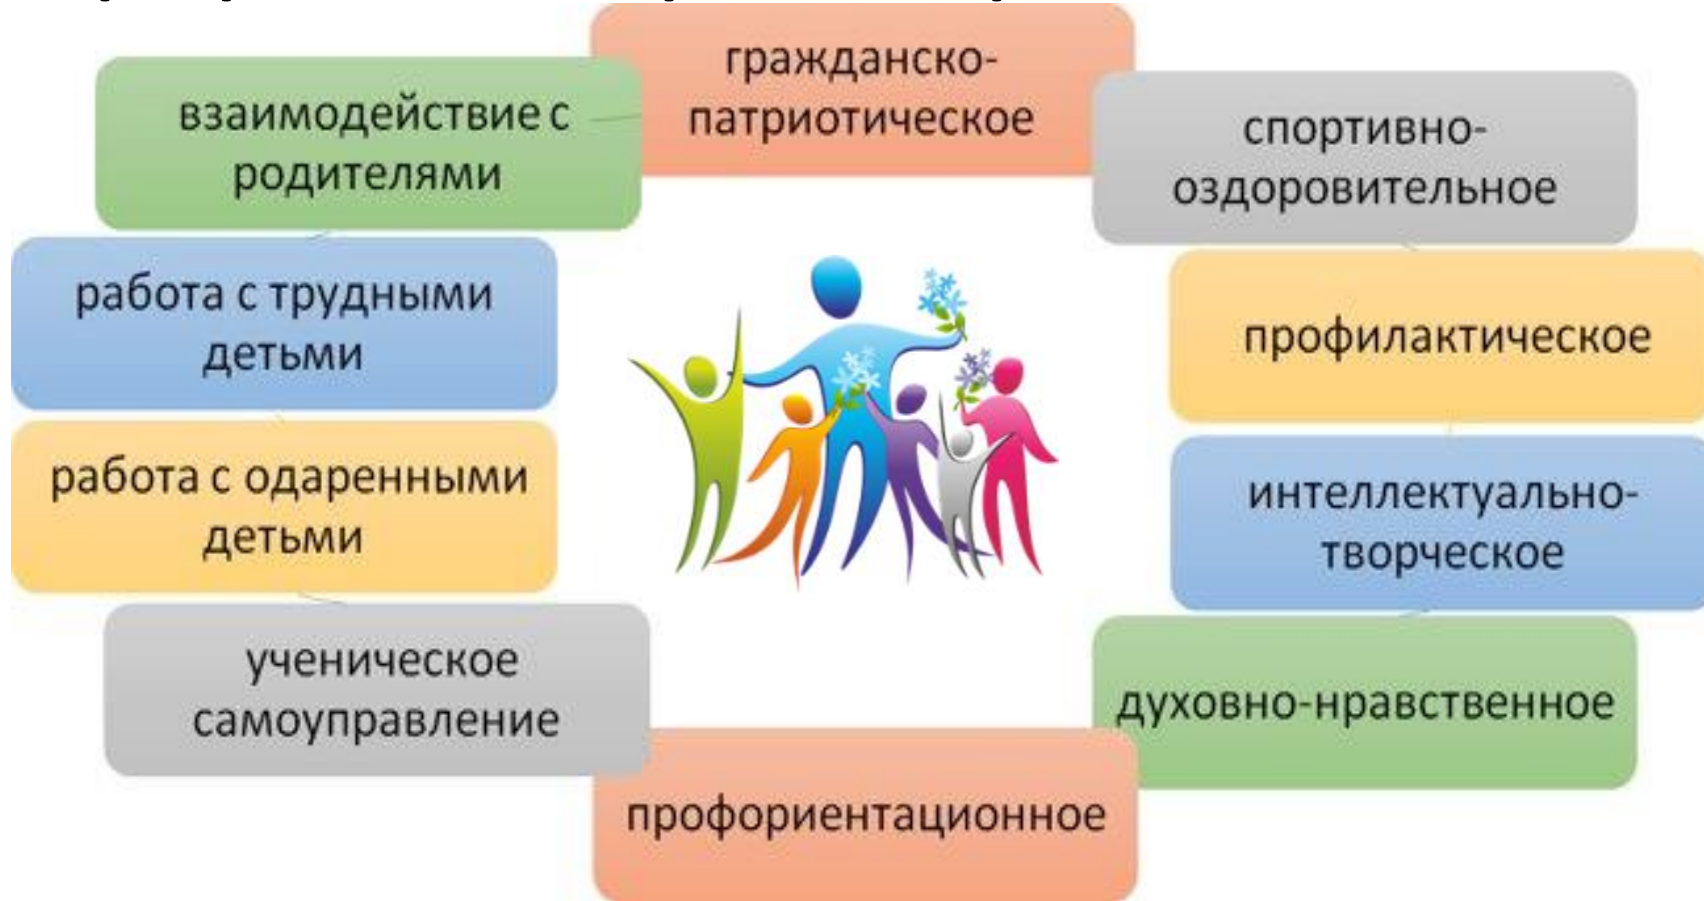 гражданско-
патриотическое
спортивно-
оздоровительное
профилактическое
интеллектуально-
творческое
духовно-нравственное
профориентационное
ученическое
самоуправление
работа с одаренными
детьми
работа с трудными
детьми
взаимодействие с
родителями